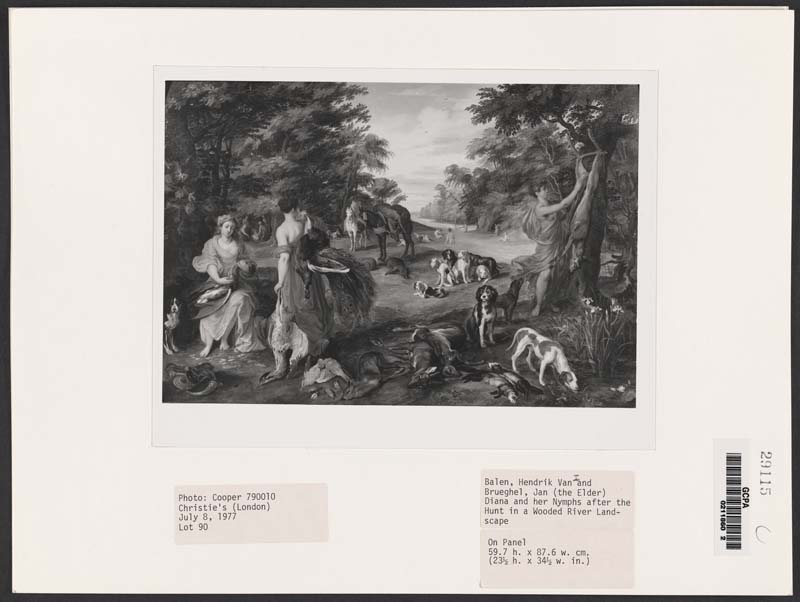 Photo: Cooper 790010
Christie's (London)
July 8, 1977
Lot 90
Balen, Hendrik Van and
Brueghel, Jan (the Elder)
Diana and her Nymphs after the
Hunt in a Wooded River Land-
scape
On Panel
59.7 h. x 87.6 w. cm.
(23½ h. x 34½ w. in.)
GCPA
0211860 2
29115
C